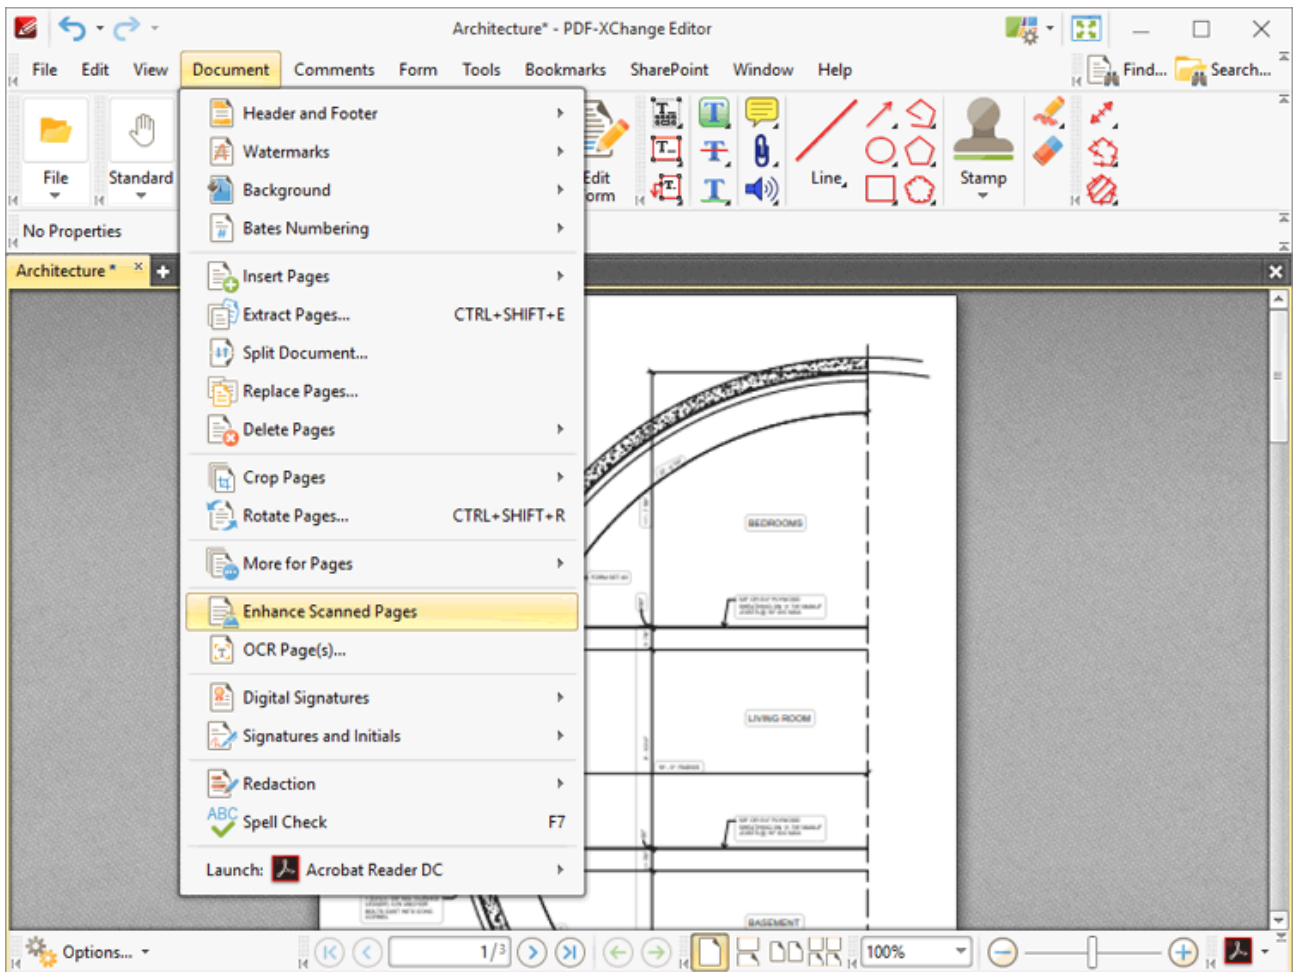 Architecture* - PDF-XChange Editor
File Edit View Document Comments Form Tools Bookmarks SharePoint Window Help Find... Search...
Header and Footer
Watermarks
Background
Bates Numbering
Insert Pages
Extract Pages... CTRL+SHIFT+E
Split Document...
Replace Pages...
Delete Pages
Crop Pages
Rotate Pages... CTRL+SHIFT+R
More for Pages
Enhance Scanned Pages
OCR Page(s)...
Digital Signatures
Signatures and Initials
Redaction
ABC
Spell Check F7
Launch: Acrobat Reader DC
File Standard
Edit
orm
Line
Stamp
No Properties
Architecture *
BEDROOMS
LIVING ROOM
BASEMENT
Options... 1/3 100%